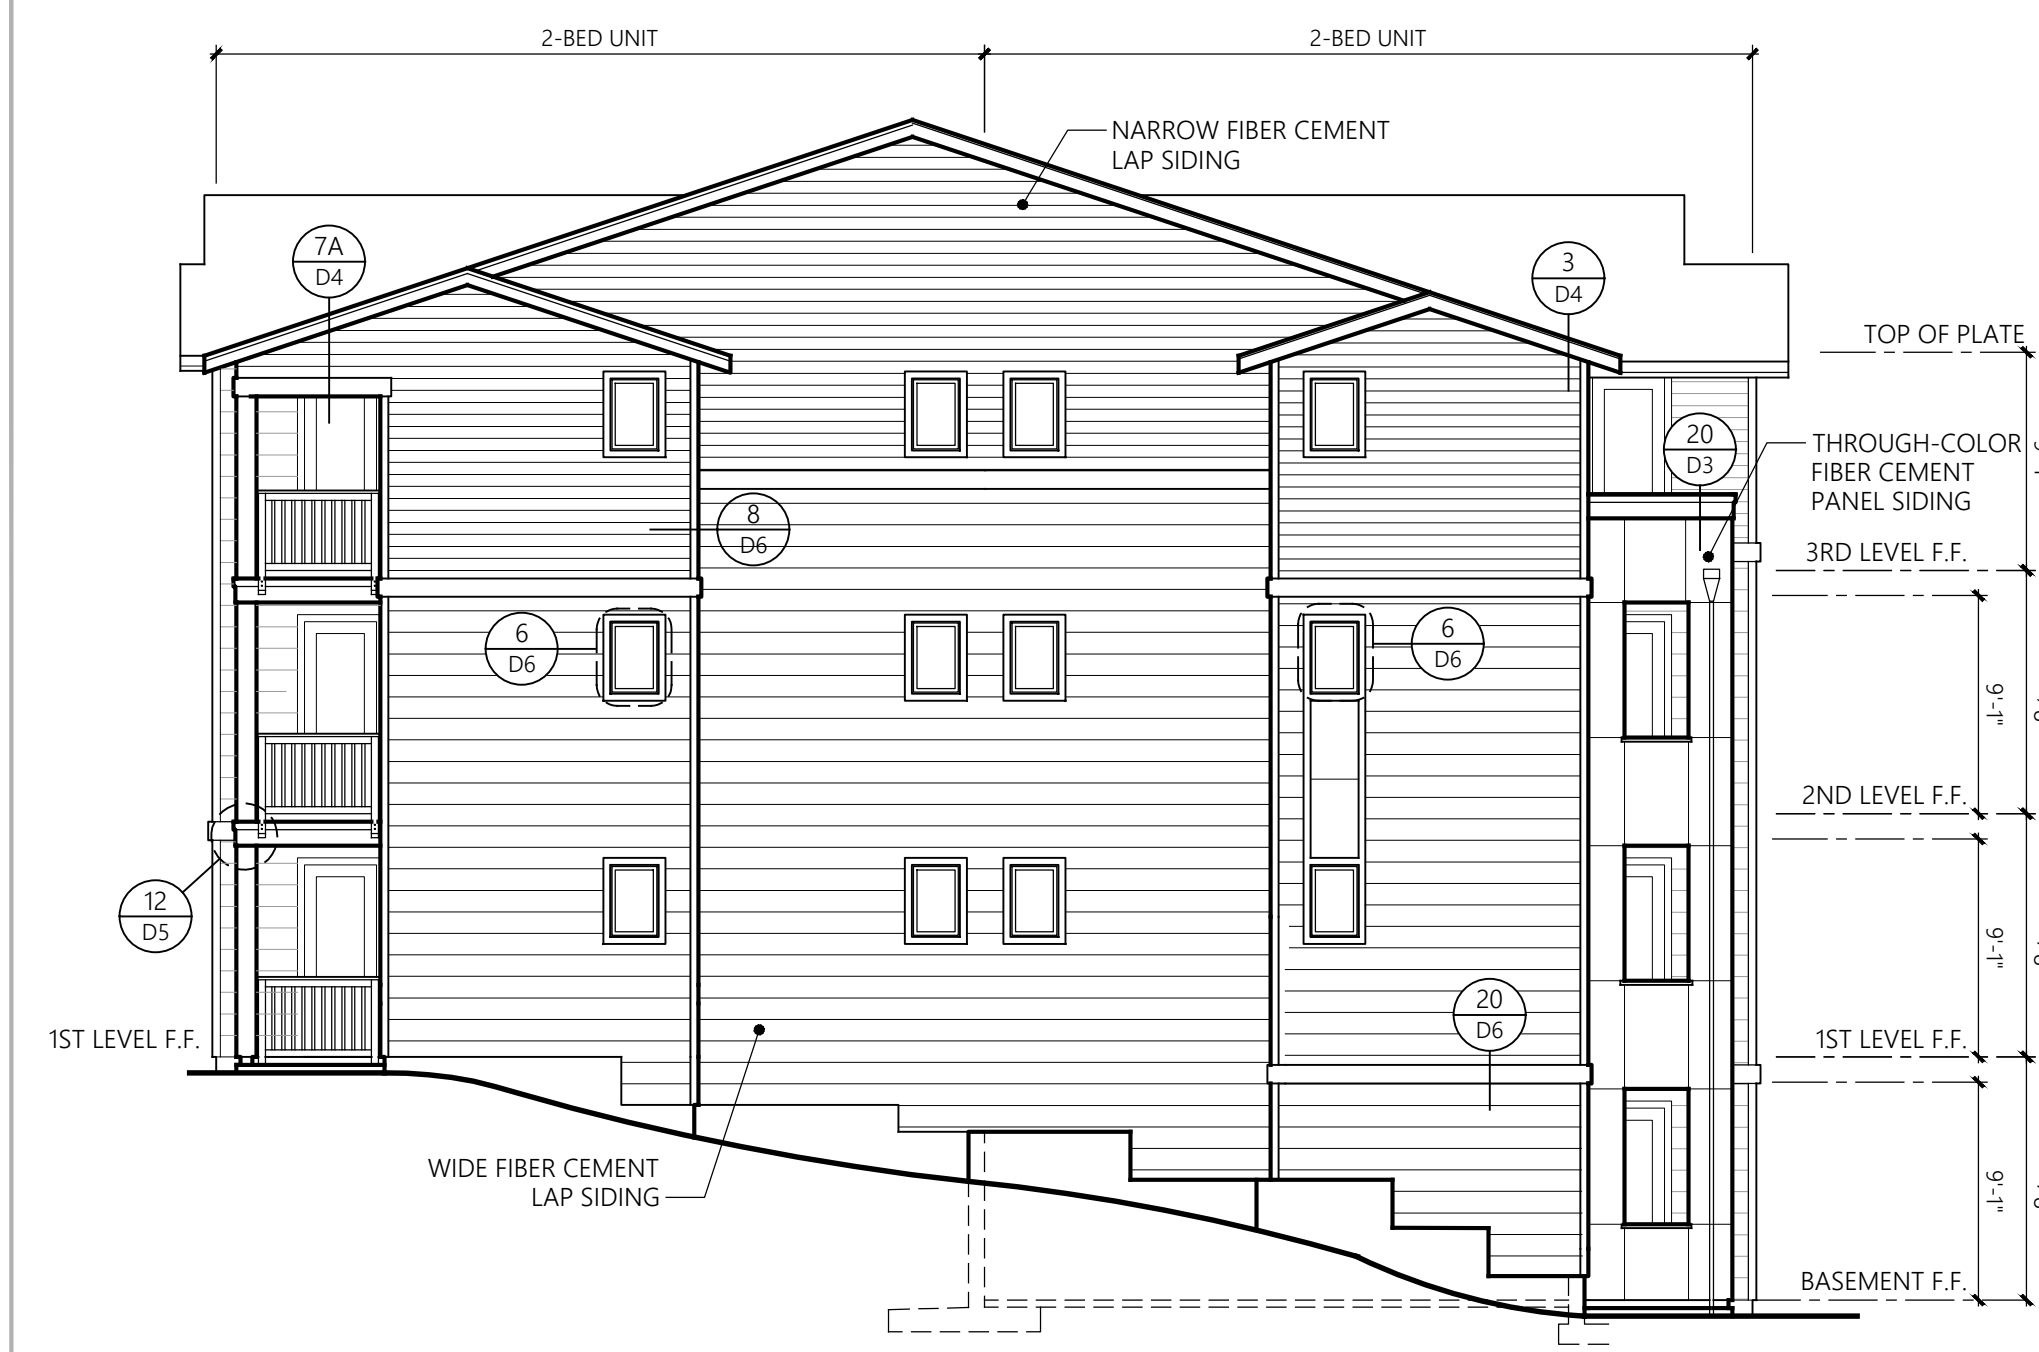 2-BED UNIT
2-BED UNIT
NARROW FIBER CEMENT
LAP SIDING
7A
D4
3
D4
TOP OF PLATE
20
D3
THROUGH-COLOR
FIBER CEMENT
PANEL SIDING
8
D6
3RD LEVEL F.F.
6
D6
6
D6
9'-1"
2ND LEVEL F.F.
12
D5
9'-1"
20
D6
1ST LEVEL F.F.
1ST LEVEL F.F.
WIDE FIBER CEMENT
LAP SIDING
9'-1"
BASEMENT F.F.